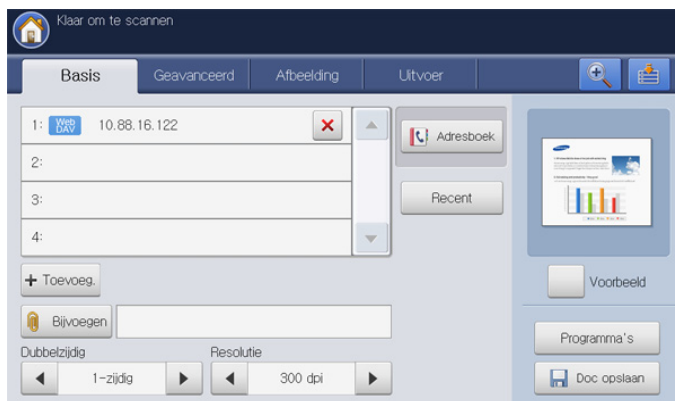 Klaar om te scannen
Basis
Geavanceerd
Afbeelding
Uitvoer
1: Web DAV 10.88.16.122
2:
3:
4:
Adresboek
Recent
+ Toevoeg.
Bijvoegen
Dubbelzijdig
Resolutie
1-zijdig
300 dpi
Voorbeeld
Programma's
Doc opslaan